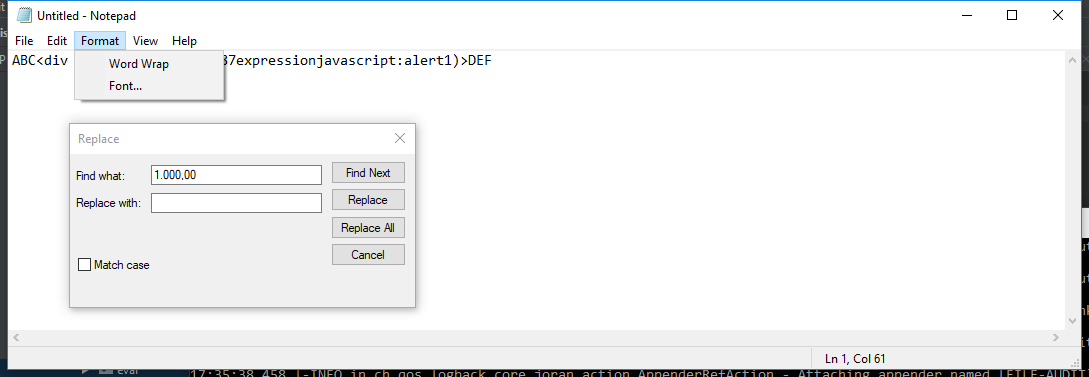 Untitled - Notepad
File Edit Format View Help
ABC<div 37expressionjavascript:alert1)>DEF
Word Wrap
Font...
Replace
Find what: 1.000,00 Find Next
Replace with: Replace
Replace All
Cancel
Match case
Ln 1, Col 61
eval
17:35:38,458 |-INFO in ch.qos.logback.core.joran.action.AppenderRefAction - Attaching appender named [FILE-AUDIT